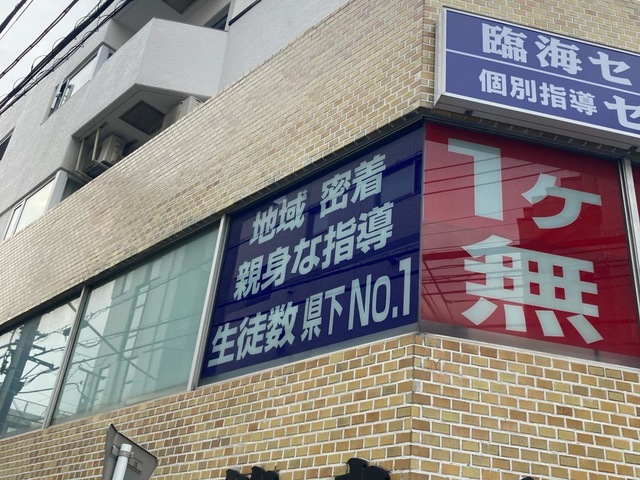 臨海セ
個別指導セ
地域 密着
親身な指導
生徒数 県下No.1
1ヶ
無